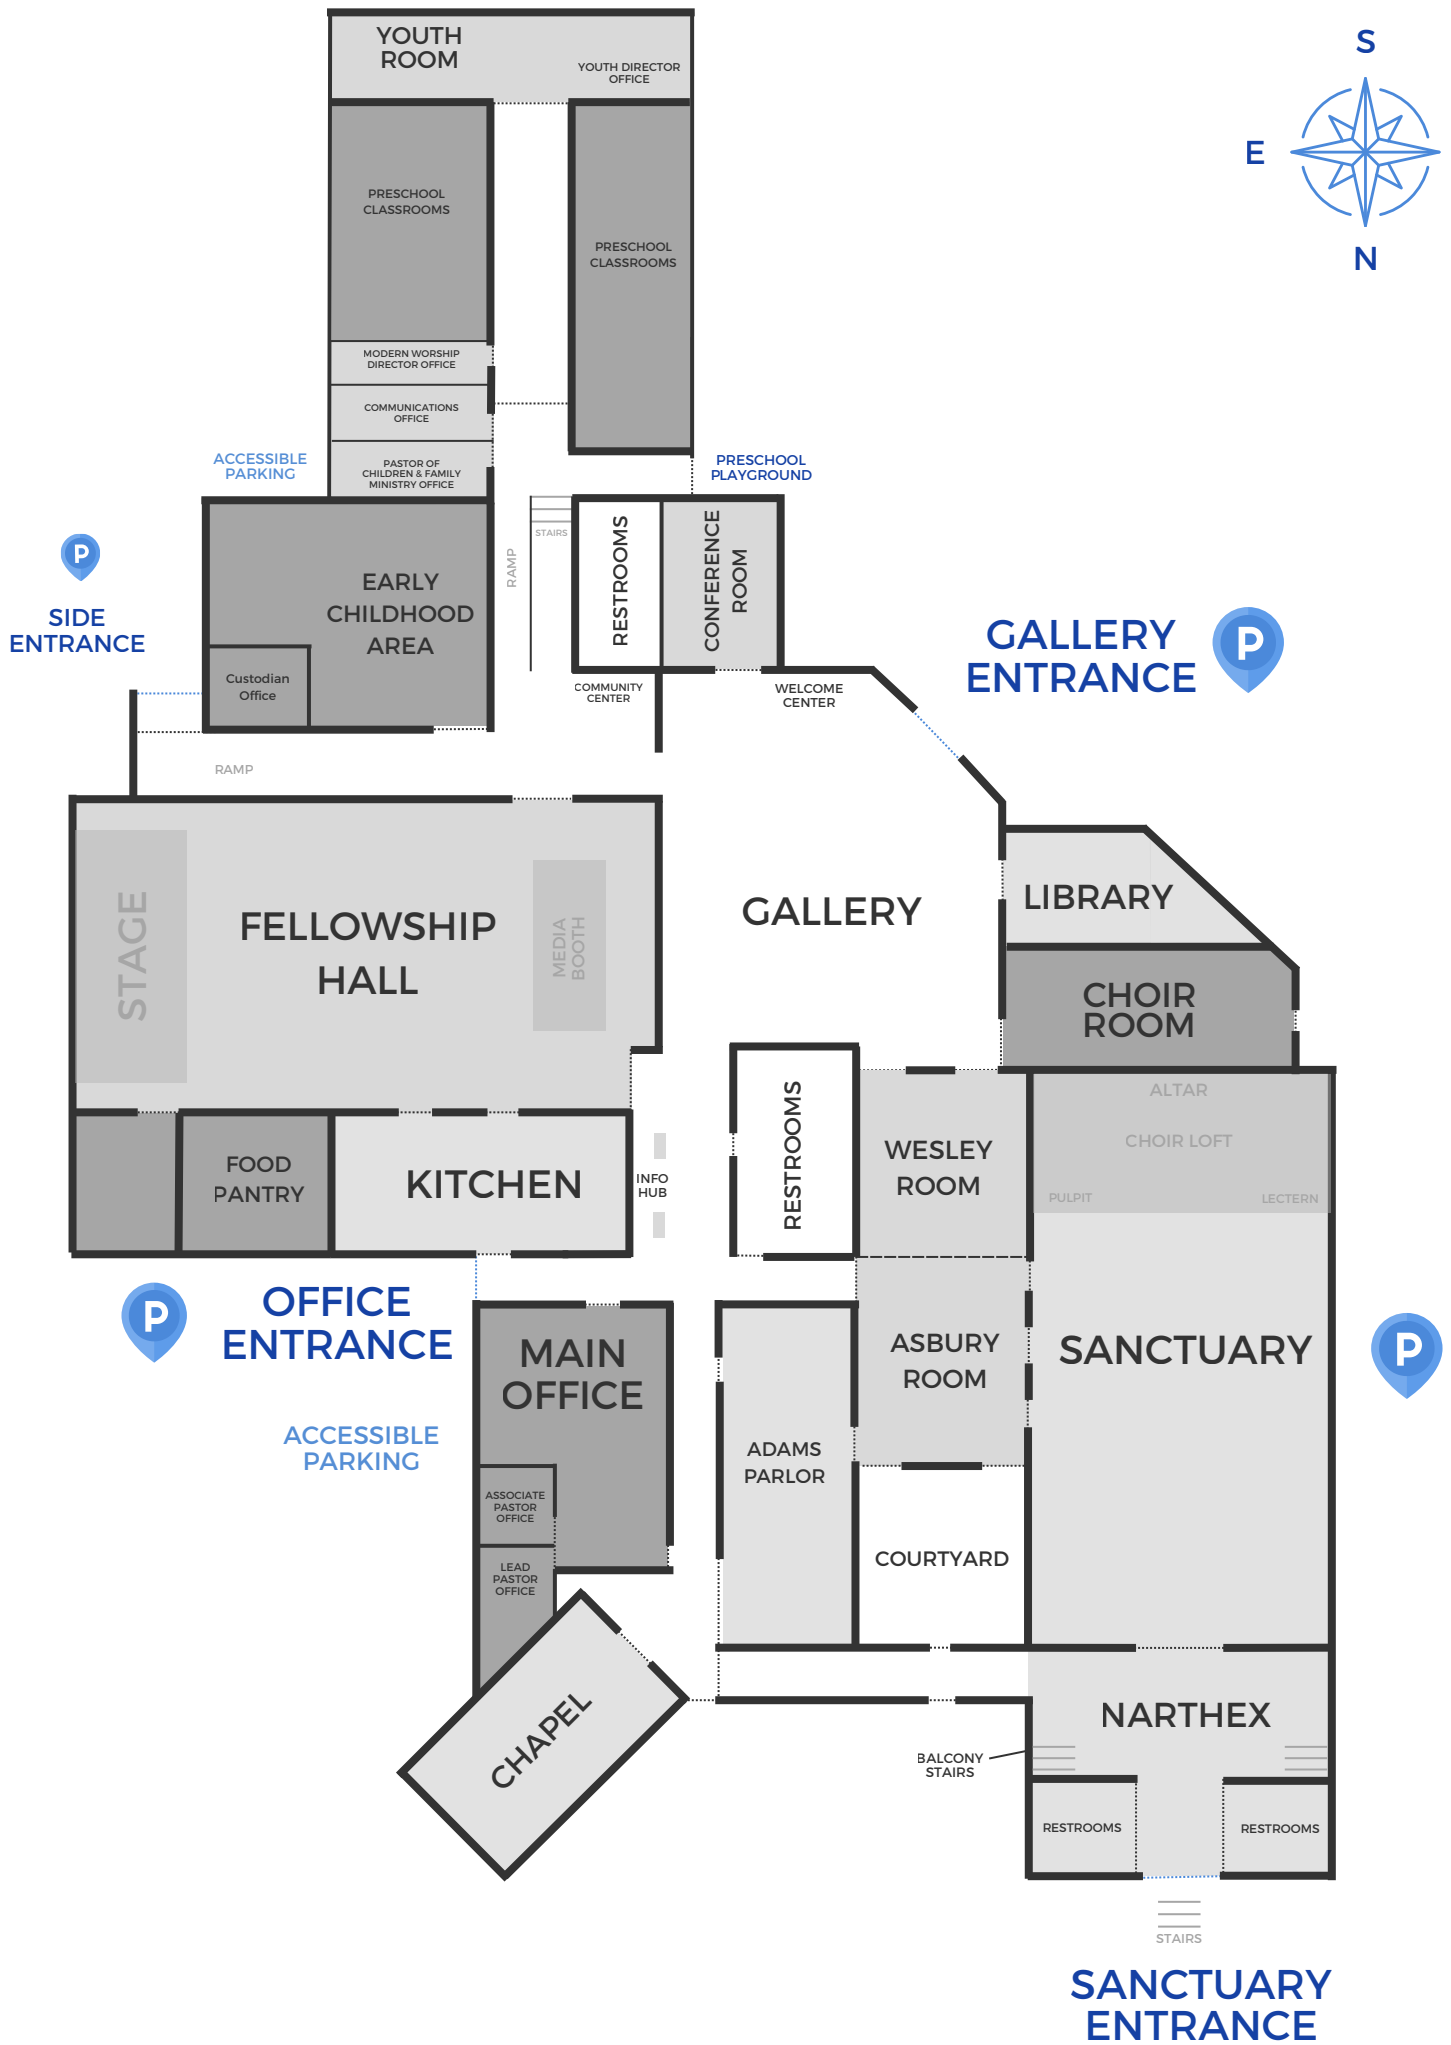 YOUTH
ROOM
YOUTH DIRECTOR
OFFICE
S
E
N
PRESCHOOL
CLASSROOMS
PRESCHOOL
CLASSROOMS
MODERN WORSHIP
DIRECTOR OFFICE
COMMUNICATIONS
OFFICE
PASTOR OF
CHILDREN & FAMILY
MINISTRY OFFICE
ACCESSIBLE
PARKING
PRESCHOOL
PLAYGROUND
P
SIDE
ENTRANCE
EARLY
CHILDHOOD
AREA
Custodian
Office
RAMP
STAIRS
RESTROOMS
CONFERENCE
ROOM
COMMUNITY
CENTER
WELCOME
CENTER
GALLERY
ENTRANCE
P
RAMP
STAGE
FELLOWSHIP
HALL
MEDIA
BOOTH
GALLERY
LIBRARY
CHOIR
ROOM
ALTAR
CHOIR LOFT
PULPIT
LECTERN
FOOD
PANTRY
KITCHEN
INFO
HUB
RESTROOMS
WESLEY
ROOM
P
OFFICE
ENTRANCE
MAIN
OFFICE
ASBURY
ROOM
SANCTUARY
P
ACCESSIBLE
PARKING
ADAMS
PARLOR
ASSOCIATE
PASTOR
OFFICE
LEAD
PASTOR
OFFICE
COURTYARD
CHAPEL
NARTHEX
BALCONY
STAIRS
RESTROOMS
RESTROOMS
STAIRS
SANCTUARY
ENTRANCE